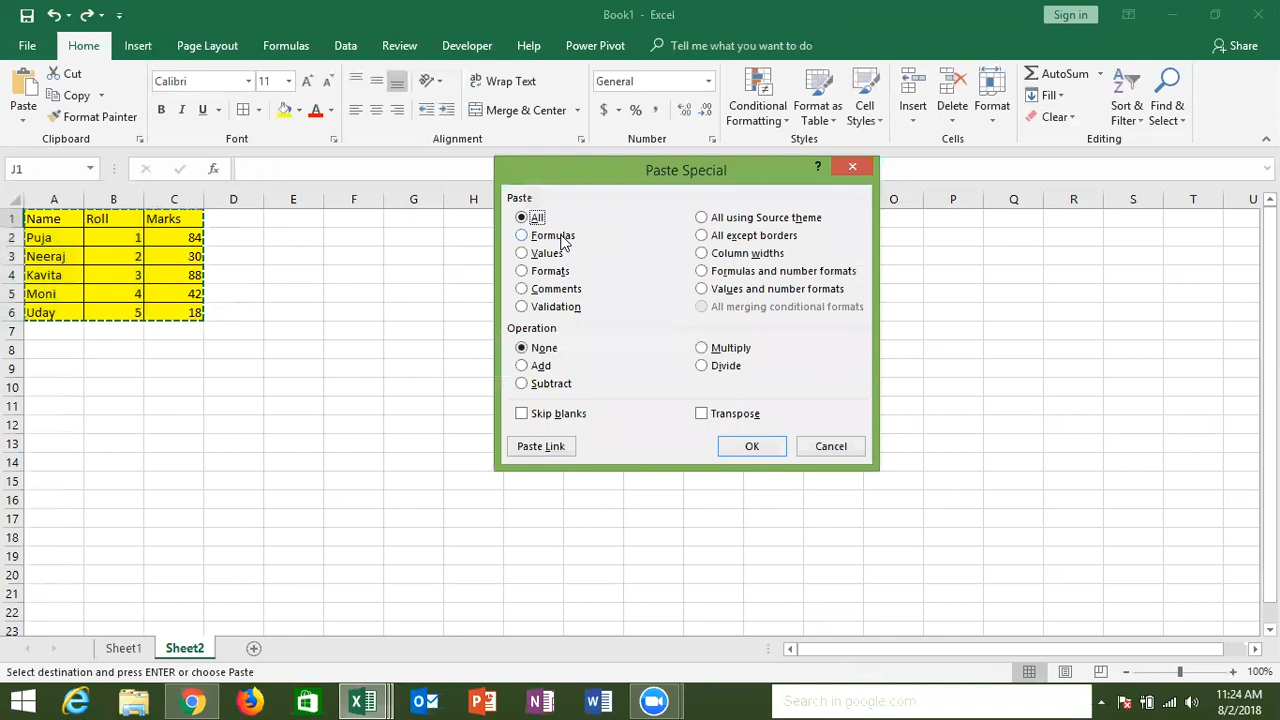 Book1 - Excel
Sign in
File Home Insert Page Layout Formulas Data Review Developer Help Power Pivot Tell me what you want to do Share
Paste
Cut
Copy
Format Painter
Clipboard
Calibri 11
B I U
Font
Wrap Text
Merge & Center
Alignment
General
$ % ,
Number
Conditional Formatting
Format as Table
Cell Styles
Styles
Insert Delete Format
Cells
AutoSum
Fill
Clear
Sort & Filter
Find & Select
Editing
J1
fx
Paste Special
?
Paste
All
Formulas
Values
Formats
Comments
Validation
All using Source theme
All except borders
Column widths
Formulas and number formats
Values and number formats
All merging conditional formats
Operation
None
Add
Subtract
Multiply
Divide
Skip blanks
Transpose
Paste Link
OK
Cancel
A B C D E F G H O P Q R S T U
1 Name Roll Marks
2 Puja 1 84
3 Neeraj 2 30
4 Kavita 3 88
5 Moni 4 42
6 Uday 5 18
7
8
9
10
11
12
13
14
15
16
17
18
19
20
21
22
23
Sheet1 Sheet2
Select destination and press ENTER or choose Paste
100%
Search in google.com
11:24 AM
8/2/2018